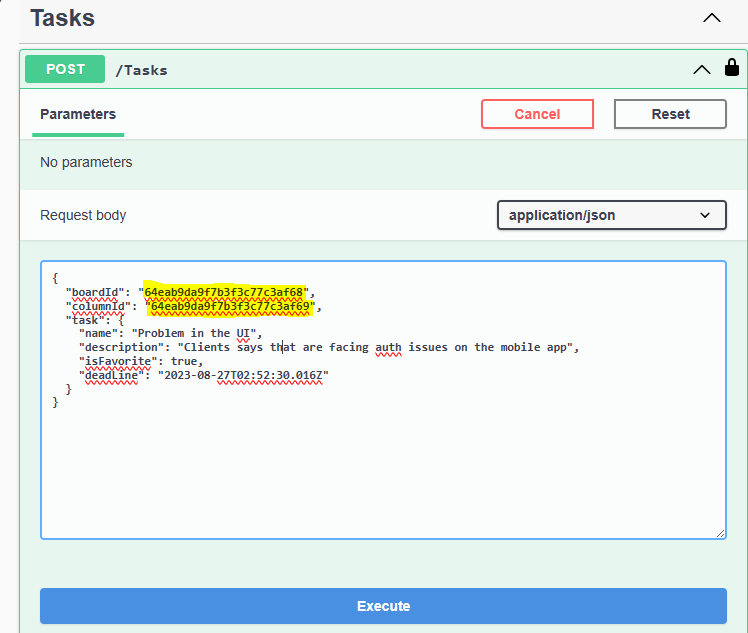 Tasks
POST /Tasks
Parameters
Cancel Reset
No parameters
Request body
application/json
{
"boardId": "64eab9da9f7b3f3c77c3af68",
"columnId": "64eab9da9f7b3f3c77c3af69",
"task": {
"name": "Problem in the UI",
"description": "Clients says that are facing auth issues on the mobile app",
"isFavorite": true,
"deadLine": "2023-08-27T02:52:30.016Z"
}
}
Execute